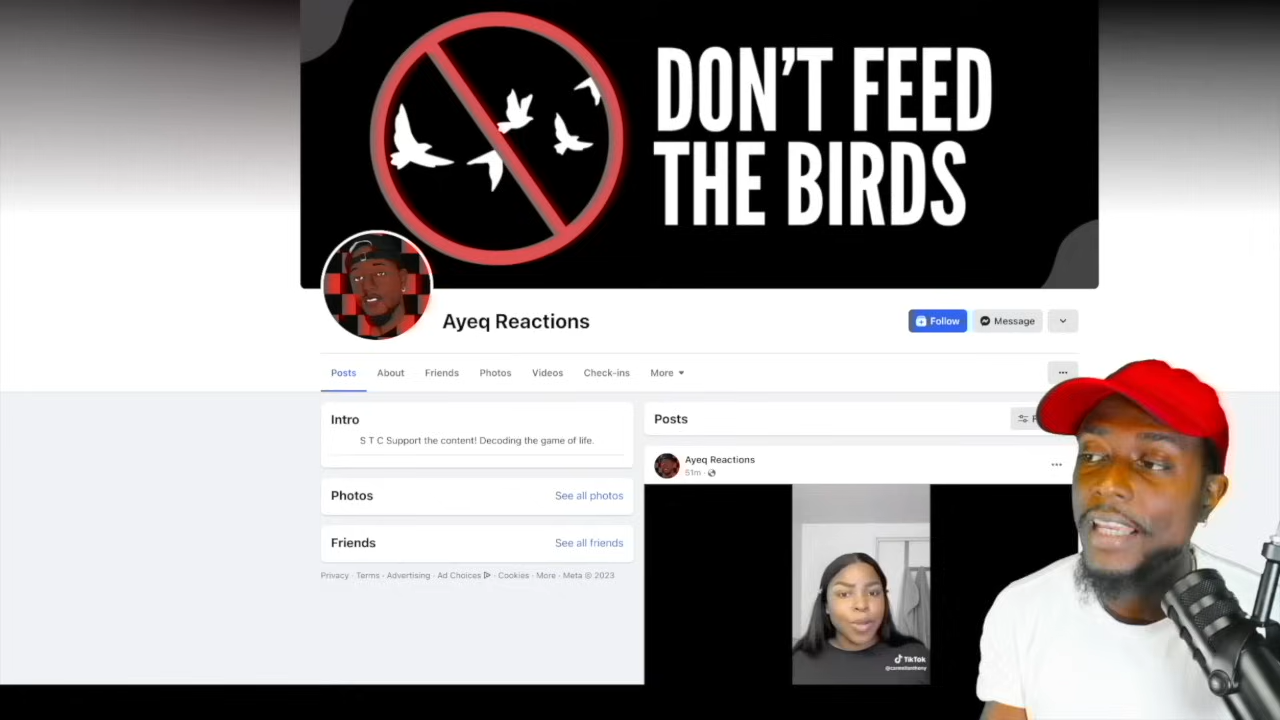 DON'T FEED
THE BIRDS
Ayeq Reactions
Follow
Message
Posts
About
Friends
Photos
Videos
Check-ins
More
Intro
S T C Support the content! Decoding the game of life.
Photos
See all photos
Friends
See all friends
Privacy · Terms · Advertising · Ad Choices · Cookies · More · Meta © 2023
Posts
Ayeq Reactions
51m ·
TikTok